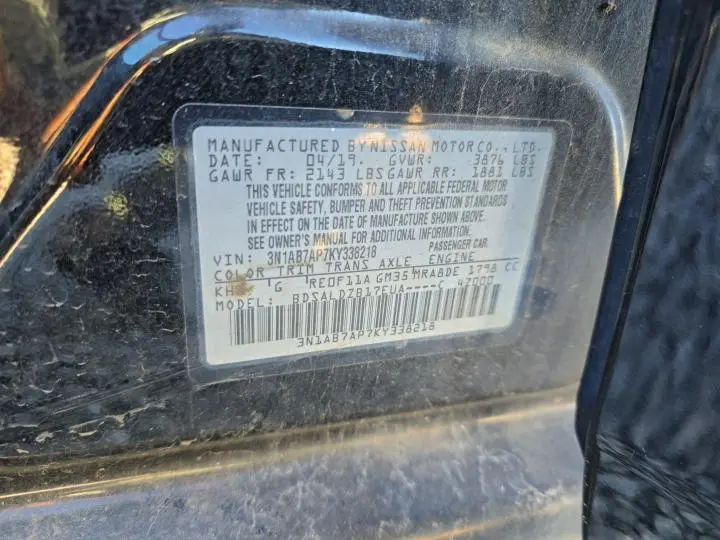 MANUFACTURED BY NISSAN MOTOR CO., LTD.
DATE: 04/19 GVWR: 3876 LBS
GAWR FR: 2143 LBS GAWR RR: 1881 LBS
THIS VEHICLE CONFORMS TO ALL APPLICABLE FEDERAL MOTOR
VEHICLE SAFETY, BUMPER AND THEFT PREVENTION STANDARDS
IN EFFECT ON THE DATE OF MANUFACTURE SHOWN ABOVE.
SEE OWNER'S MANUAL FOR ADDITIONAL INFORMATION.
VIN: 3N1AB7AP7KY338218 PASSENGER CAR
COLOR TRIM TRANS AXLE ENGINE
G RE0F11A GM35 MRA8DE 1798 CC
MODEL: BDSALDZB17EUA----C 42000
3N1AB7AP7KY338218